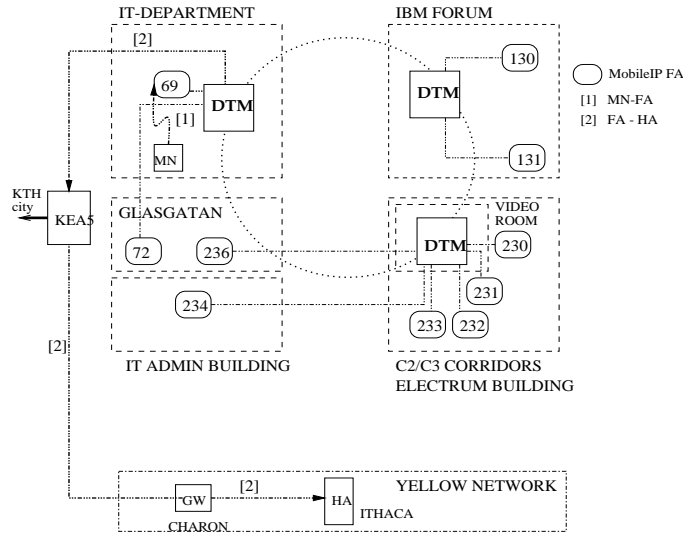 IT-DEPARTMENT
IBM FORUM
[2]
69
DTM
[1]
MN
130
DTM
131
MobileIP FA
[1] MN-FA
[2] FA - HA
KTH
city
KEA5
GLASGATAN
72
236
VIDEO
ROOM
DTM
230
231
233
232
234
[2]
IT ADMIN BUILDING
C2/C3 CORRIDORS
ELECTRUM BUILDING
YELLOW NETWORK
GW
[2]
HA
ITHACA
CHARON